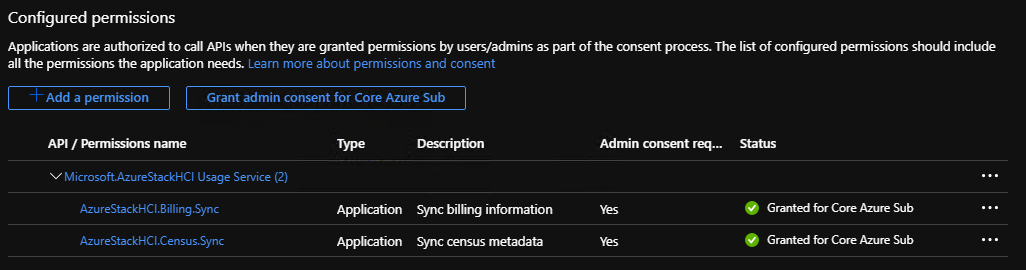 Configured permissions
Applications are authorized to call APIs when they are granted permissions by users/admins as part of the consent process. The list of configured permissions should include
all the permissions the application needs. Learn more about permissions and consent
Add a permission Grant admin consent for Core Azure Sub
API / Permissions name Type Description Admin consent req... Status
Microsoft.AzureStackHCI Usage Service (2) ...
AzureStackHCI.Billing.Sync Application Sync billing information Yes Granted for Core Azure Sub ...
AzureStackHCI.Census.Sync Application Sync census metadata Yes Granted for Core Azure Sub ...